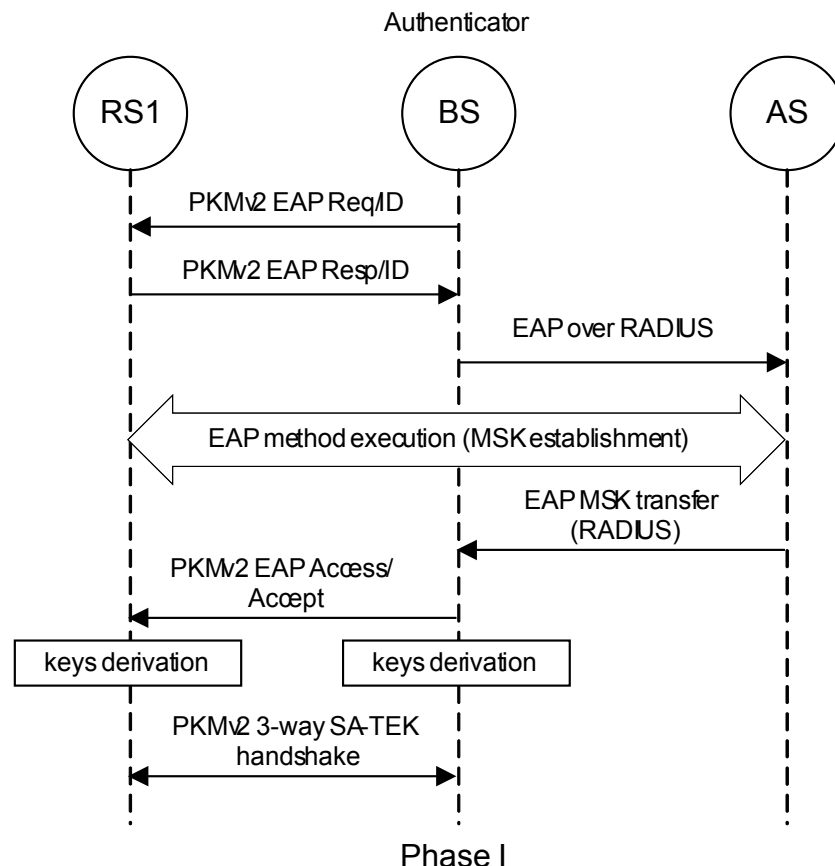 Authenticator
RS1
BS
AS
PKMv2 EAP Req/ID
PKMv2 EAP Resp/ID
EAP over RADIUS
EAP method execution (MSK establishment)
EAP MSK transfer
(RADIUS)
PKMv2 EAP Access/
Accept
keys derivation
keys derivation
PKMv2 3-way SA-TEK
handshake
Phase I